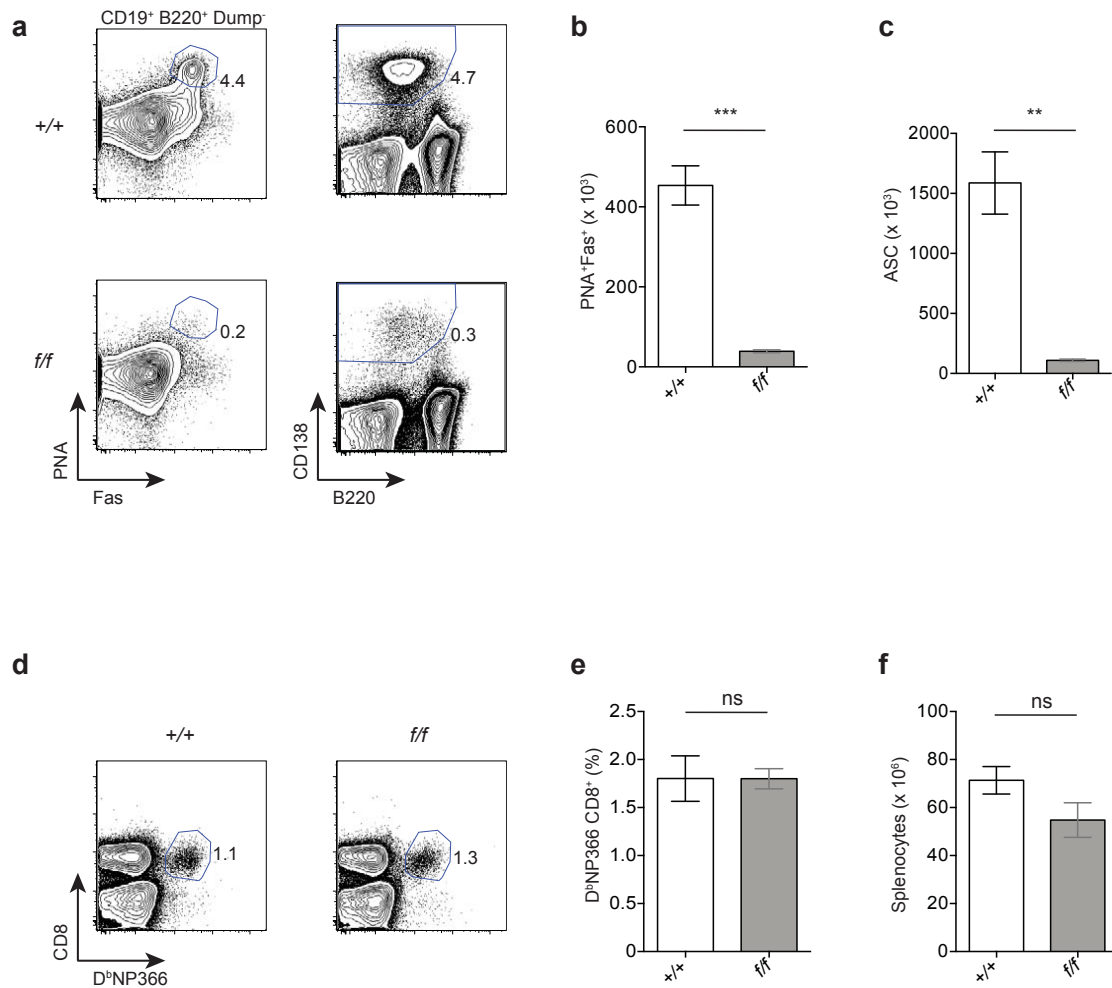 a
CD19⁺ B220⁺ Dump⁻
+/+
4.4
4.7
f/f
0.2
0.3
PNA
Fas
CD138
B220
b
***
PNA⁺Fas⁺ (x 10³)
600
400
200
0
+/+
f/f
c
**
ASC (x 10³)
2000
1500
1000
500
0
+/+
f/f
d
+/+
f/f
1.1
1.3
CD8
DᵇNP366
e
ns
DᵇNP366 CD8⁺ (%)
2.5
2.0
1.5
1.0
0.5
0
+/+
f/f
f
ns
Splenocytes (x 10⁶)
100
80
60
40
20
0
+/+
f/f